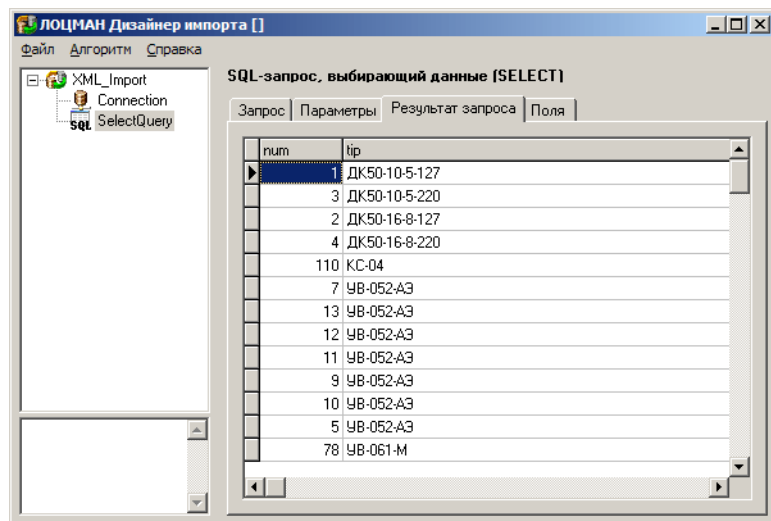 ЛОЦМАН Дизайнер импорта []
Файл Алгоритм Справка
XML_Import
Connection
SQL SelectQuery
SQL-запрос, выбирающий данные (SELECT)
Запрос Параметры Результат запроса Поля
num tip
1 ДК50-10-5-127
3 ДК50-10-5-220
2 ДК50-16-8-127
4 ДК50-16-8-220
110 КС-04
7 УВ-052-АЭ
13 УВ-052-АЭ
12 УВ-052-АЭ
11 УВ-052-АЭ
9 УВ-052-АЭ
10 УВ-052-АЭ
5 УВ-052-АЭ
78 УВ-061-М